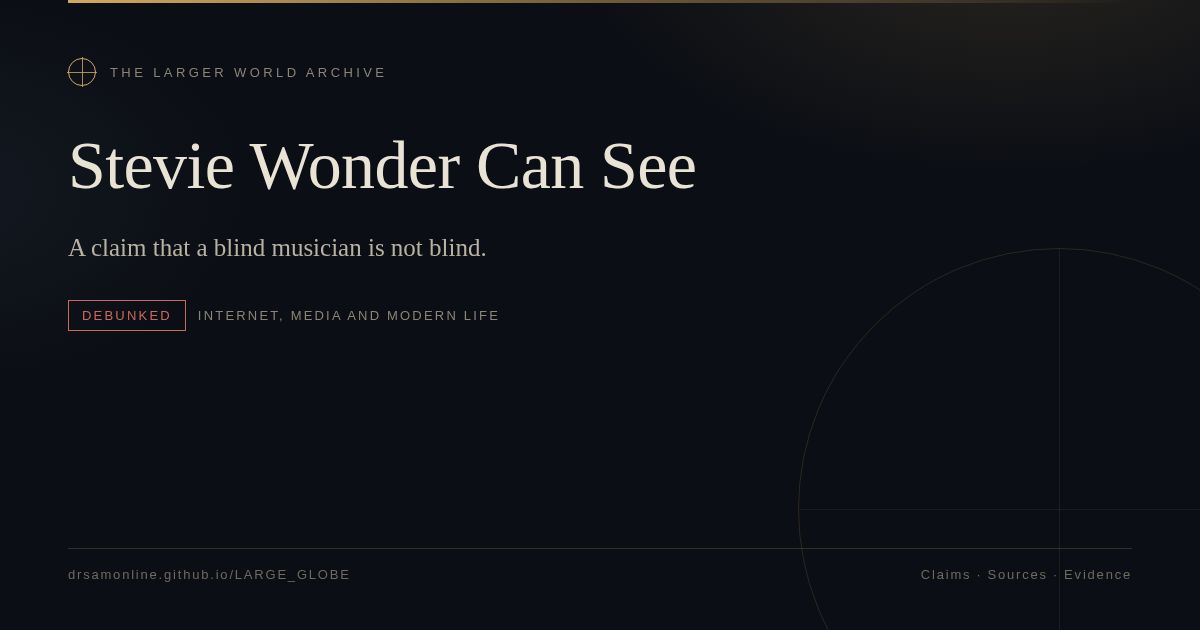 THE LARGER WORLD ARCHIVE
Stevie Wonder Can See
A claim that a blind musician is not blind.
DEBUNKED INTERNET, MEDIA AND MODERN LIFE
drsamonline.github.io/LARGE_GLOBE
Claims · Sources · Evidence